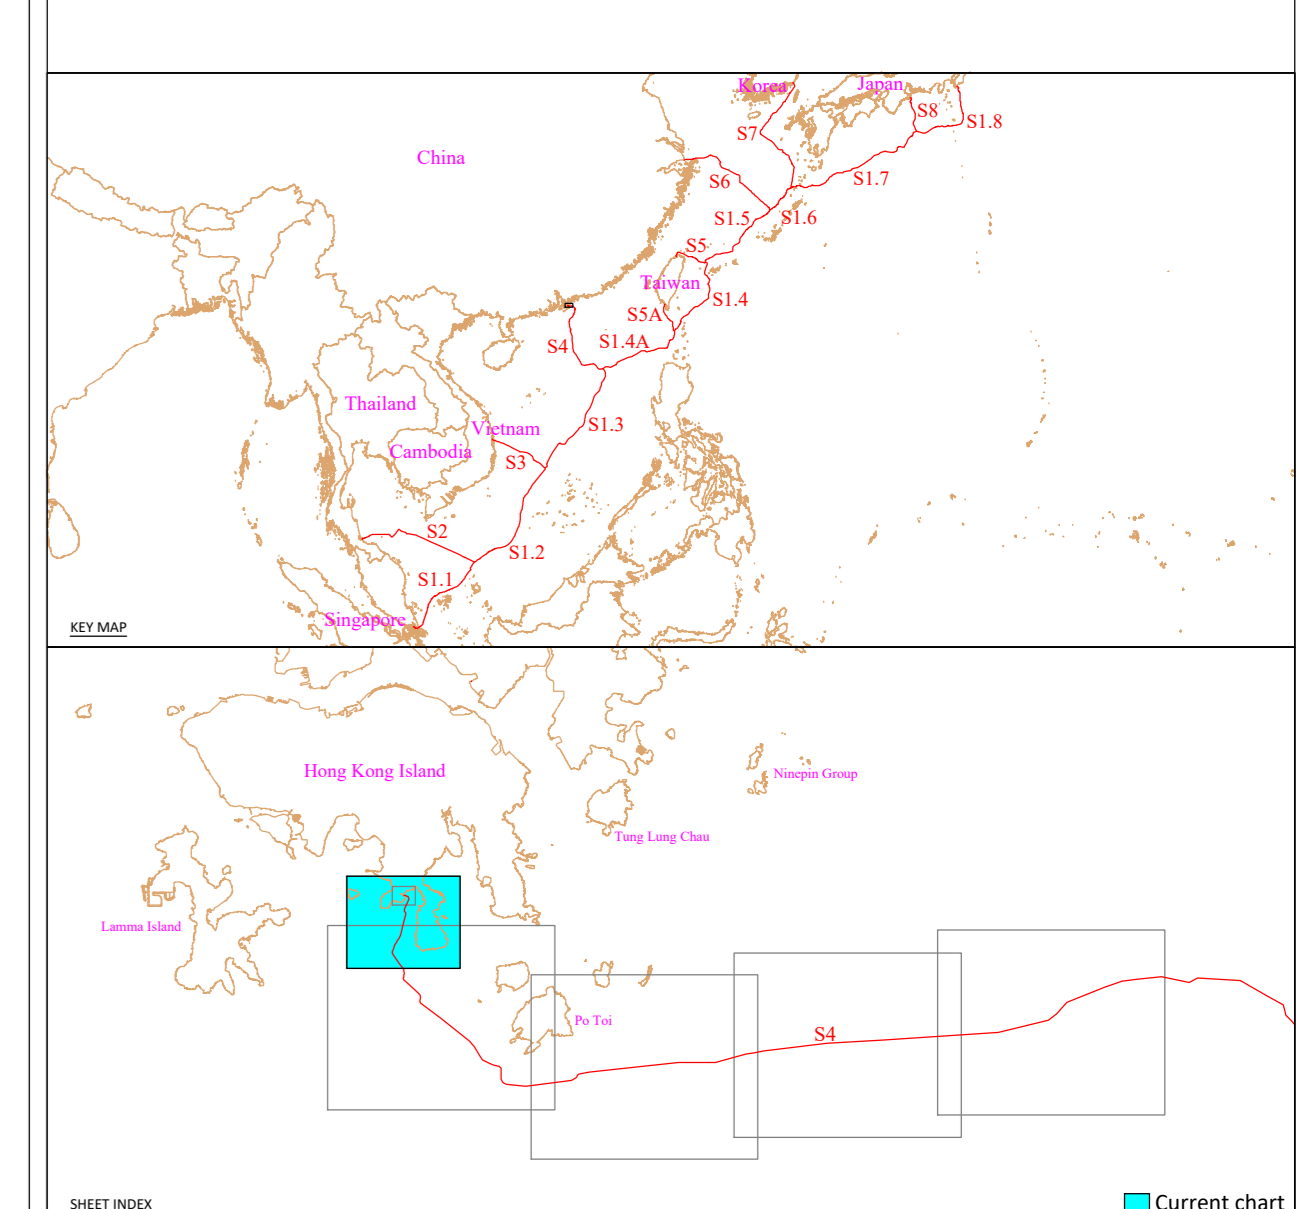 Korea
Japan
S8
S1.8
S7
China
S6
S1.7
S1.5
S1.6
S5
Taiwan
S1.4
S5A
S1.4A
S4
Thailand
Vietnam
S1.3
Cambodia
S3
S2
S1.2
S1.1
Singapore
KEY MAP
Hong Kong Island
Ninepin Group
Tung Lung Chau
Lamma Island
Po Toi
S4
SHEET INDEX
Current chart